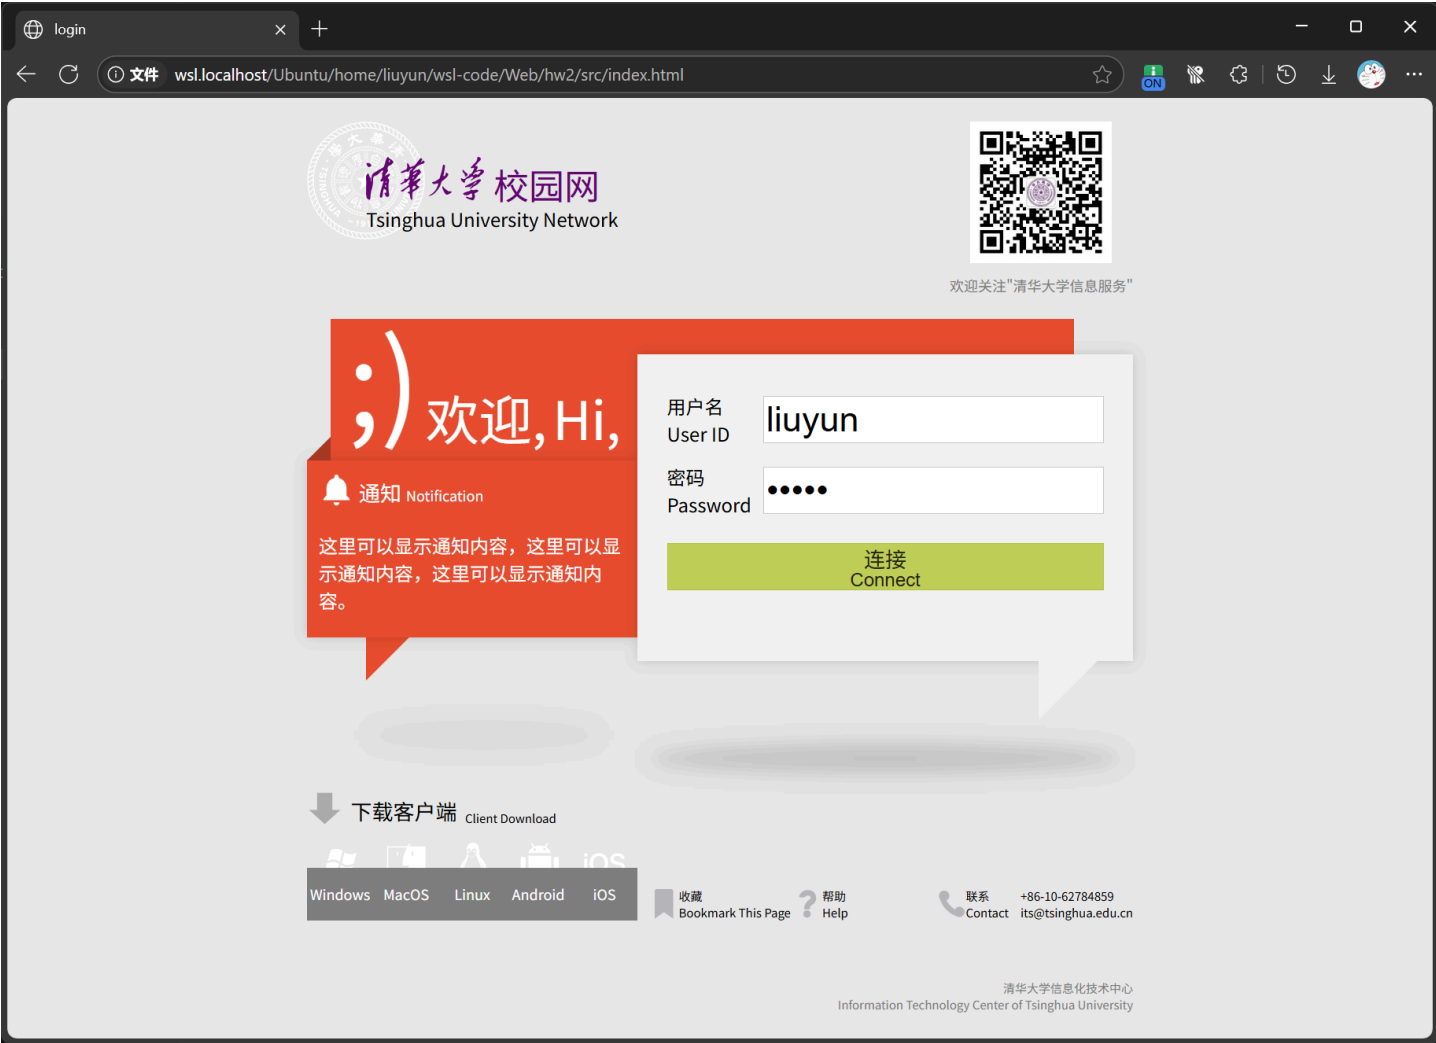 login
文件 wsl.localhost/Ubuntu/home/liuyun/wsl-code/Web/hw2/src/index.html
ON
清華大学 校园网
Tsinghua University Network
欢迎关注"清华大学信息服务"
;) 欢迎, Hi,
通知 Notification
这里可以显示通知内容，这里可以显
示通知内容，这里可以显示通知内
容。
用户名
User ID
liuyun
密码
Password
•••••
连接
Connect
下载客户端 Client Download
iOS
Windows MacOS Linux Android iOS
收藏
Bookmark This Page
帮助
Help
联系
Contact
+86-10-62784859
its@tsinghua.edu.cn
清华大学信息化技术中心
Information Technology Center of Tsinghua University